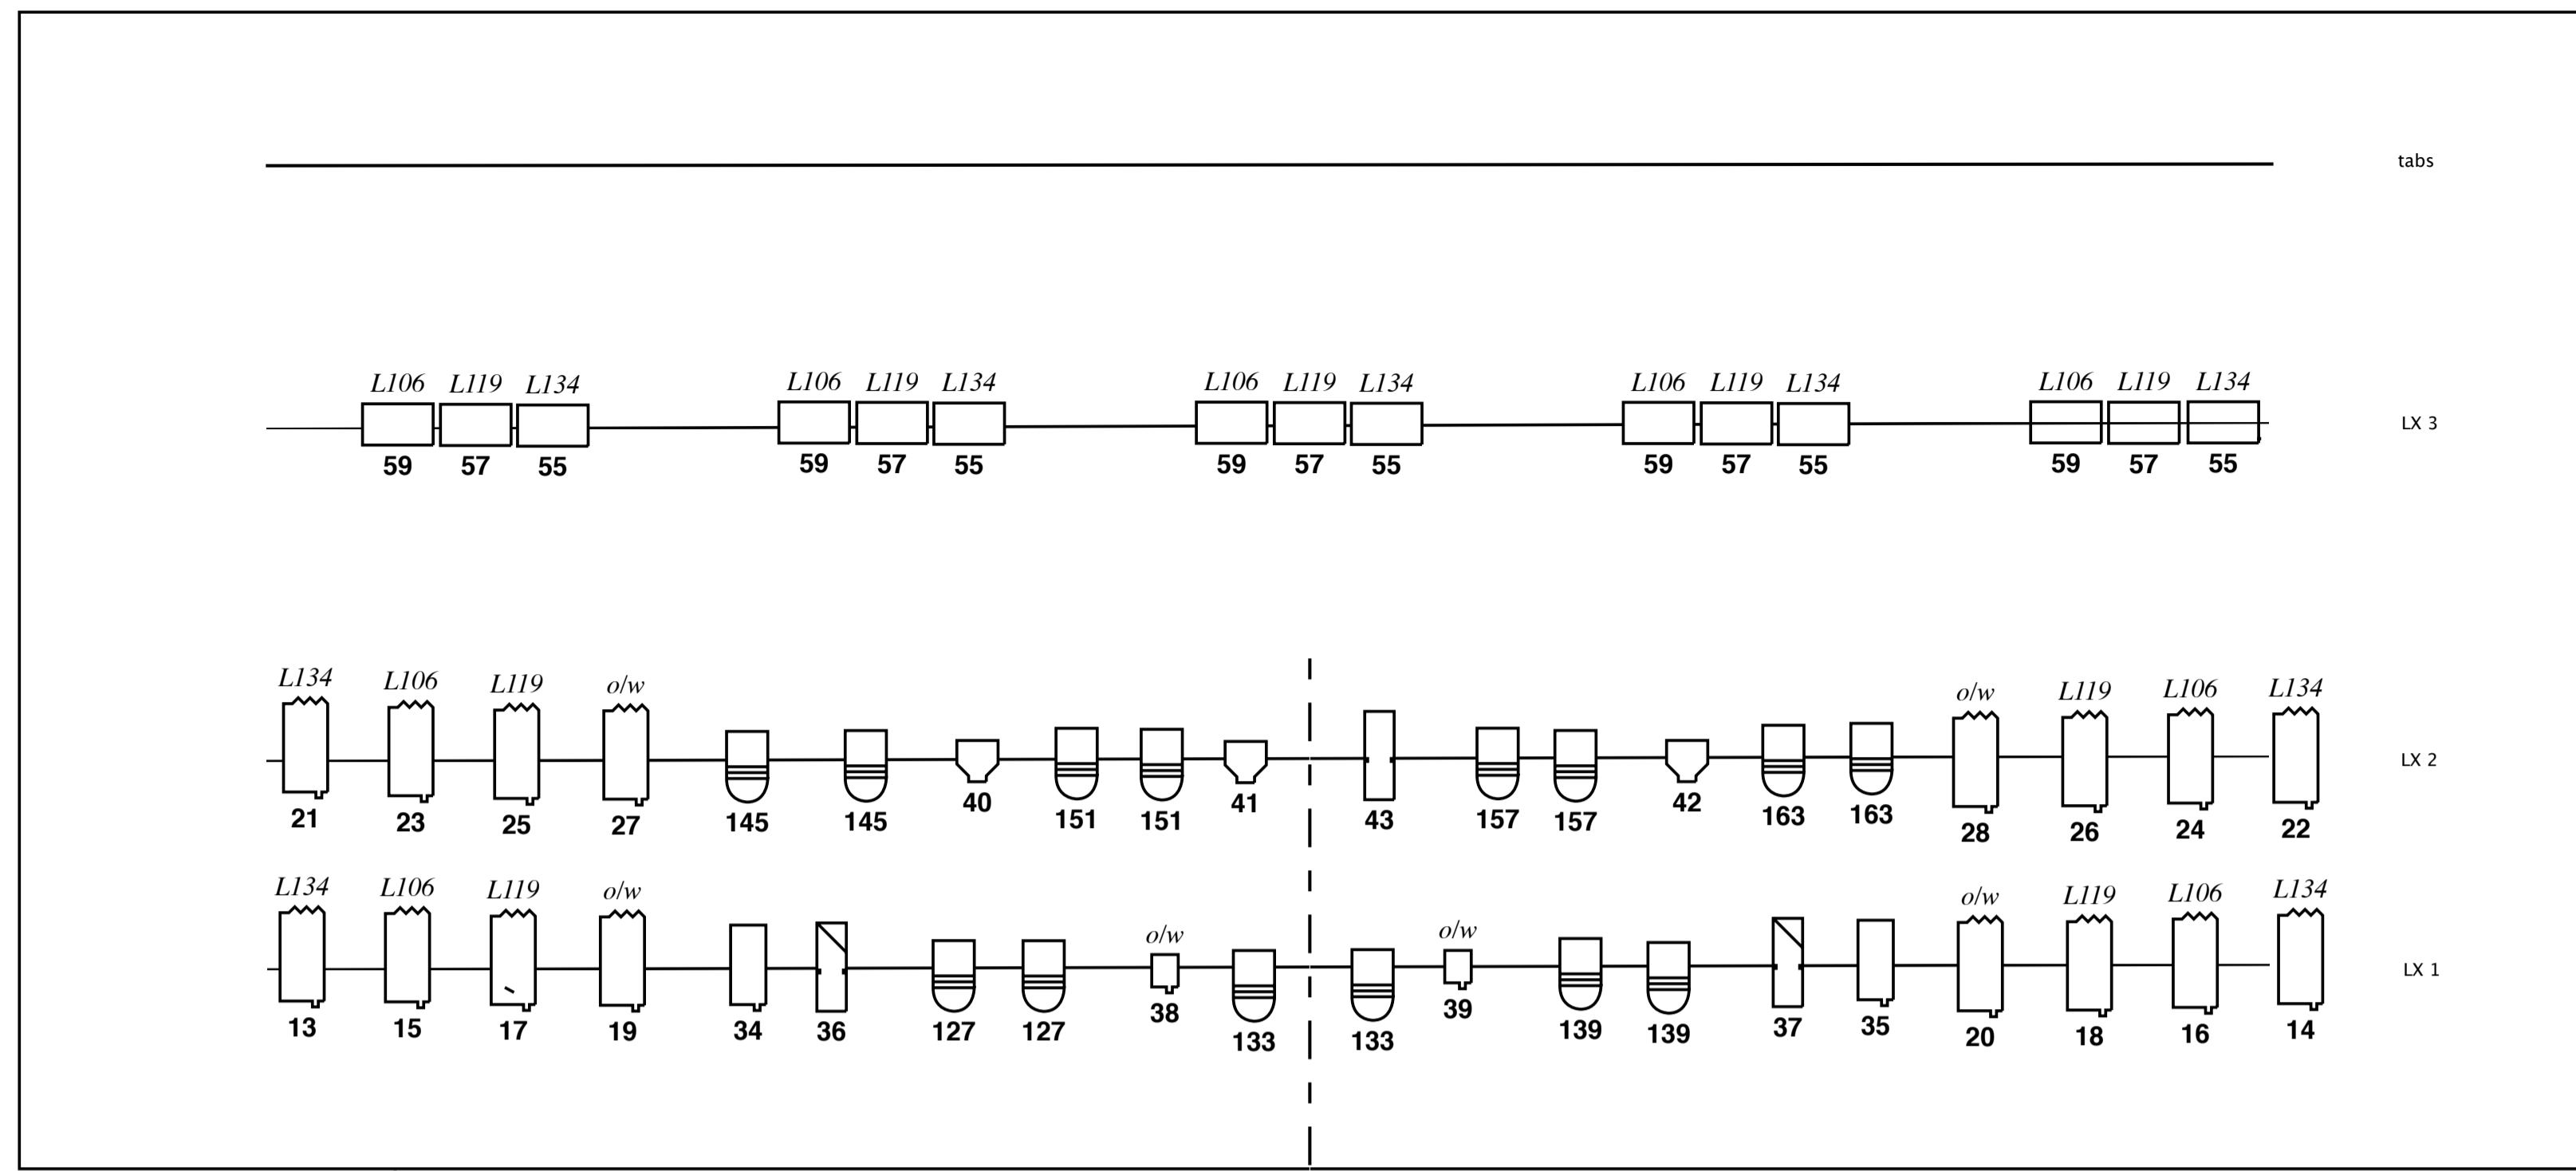 tabs
L106 L119 L134 L106 L119 L134 L106 L119 L134 L106 L119 L134 L106 L119 L134
LX 3
59 57 55 59 57 55 59 57 55 59 57 55 59 57 55
L134 L106 L119 o/w o/w L119 L106 L134
LX 2
21 23 25 27 145 145 40 151 151 41 43 157 157 42 163 163 28 26 24 22
L134 L106 L119 o/w o/w o/w o/w L119 L106 L134
LX 1
13 15 17 19 34 36 127 127 38 133 133 39 139 139 37 35 20 18 16 14